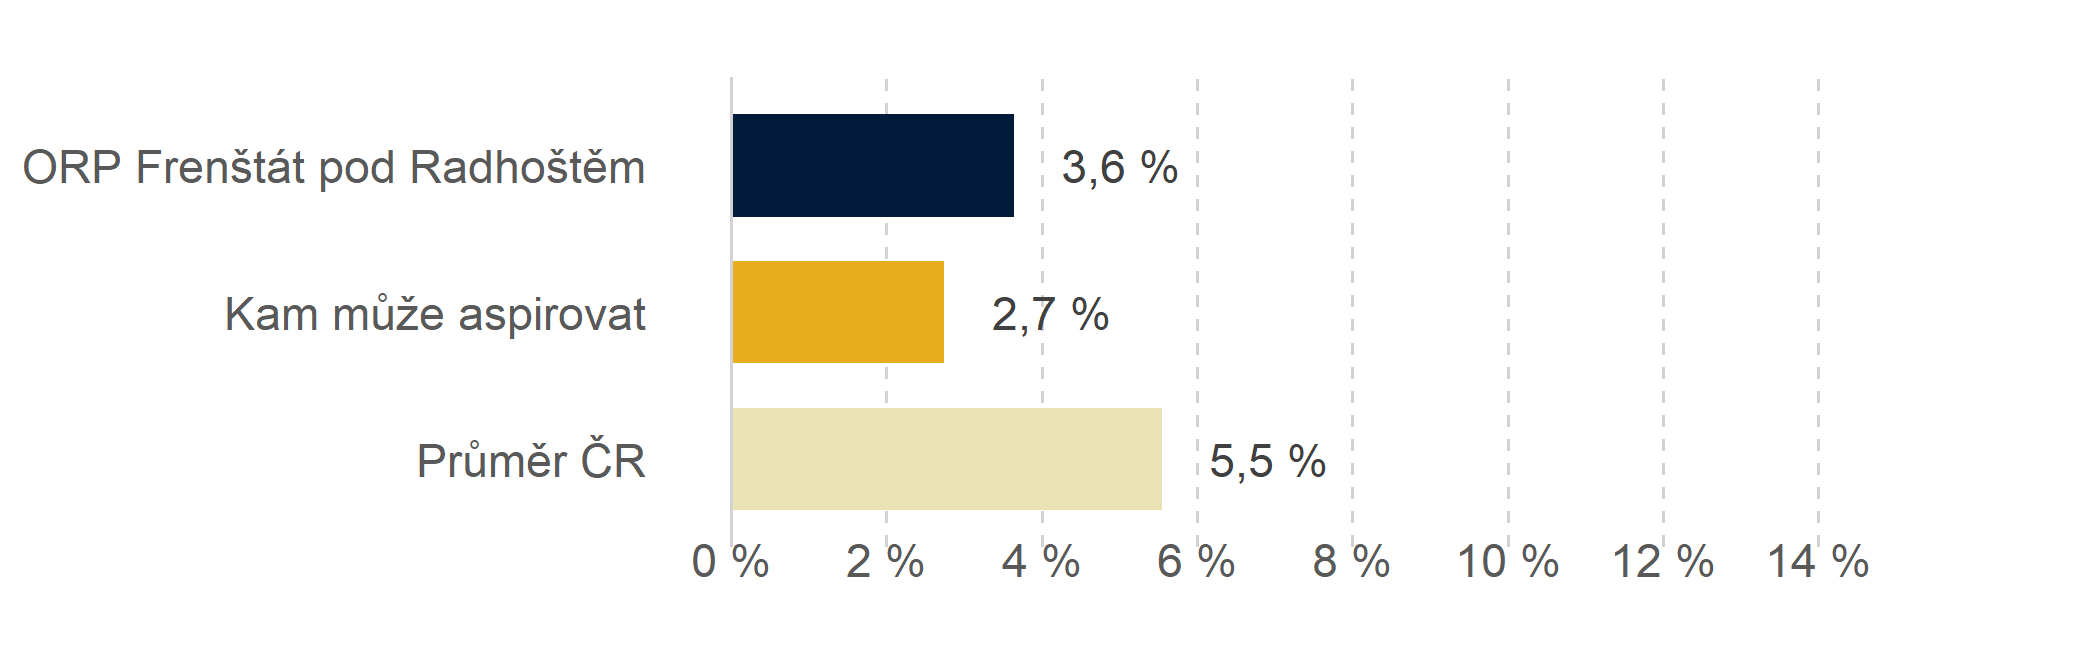 ORP Frenštát pod Radhoštěm
3,6 %
Kam může aspirovat
2,7 %
Průměr ČR
5,5 %
0 % 2 % 4 % 6 % 8 % 10 % 12 % 14 %